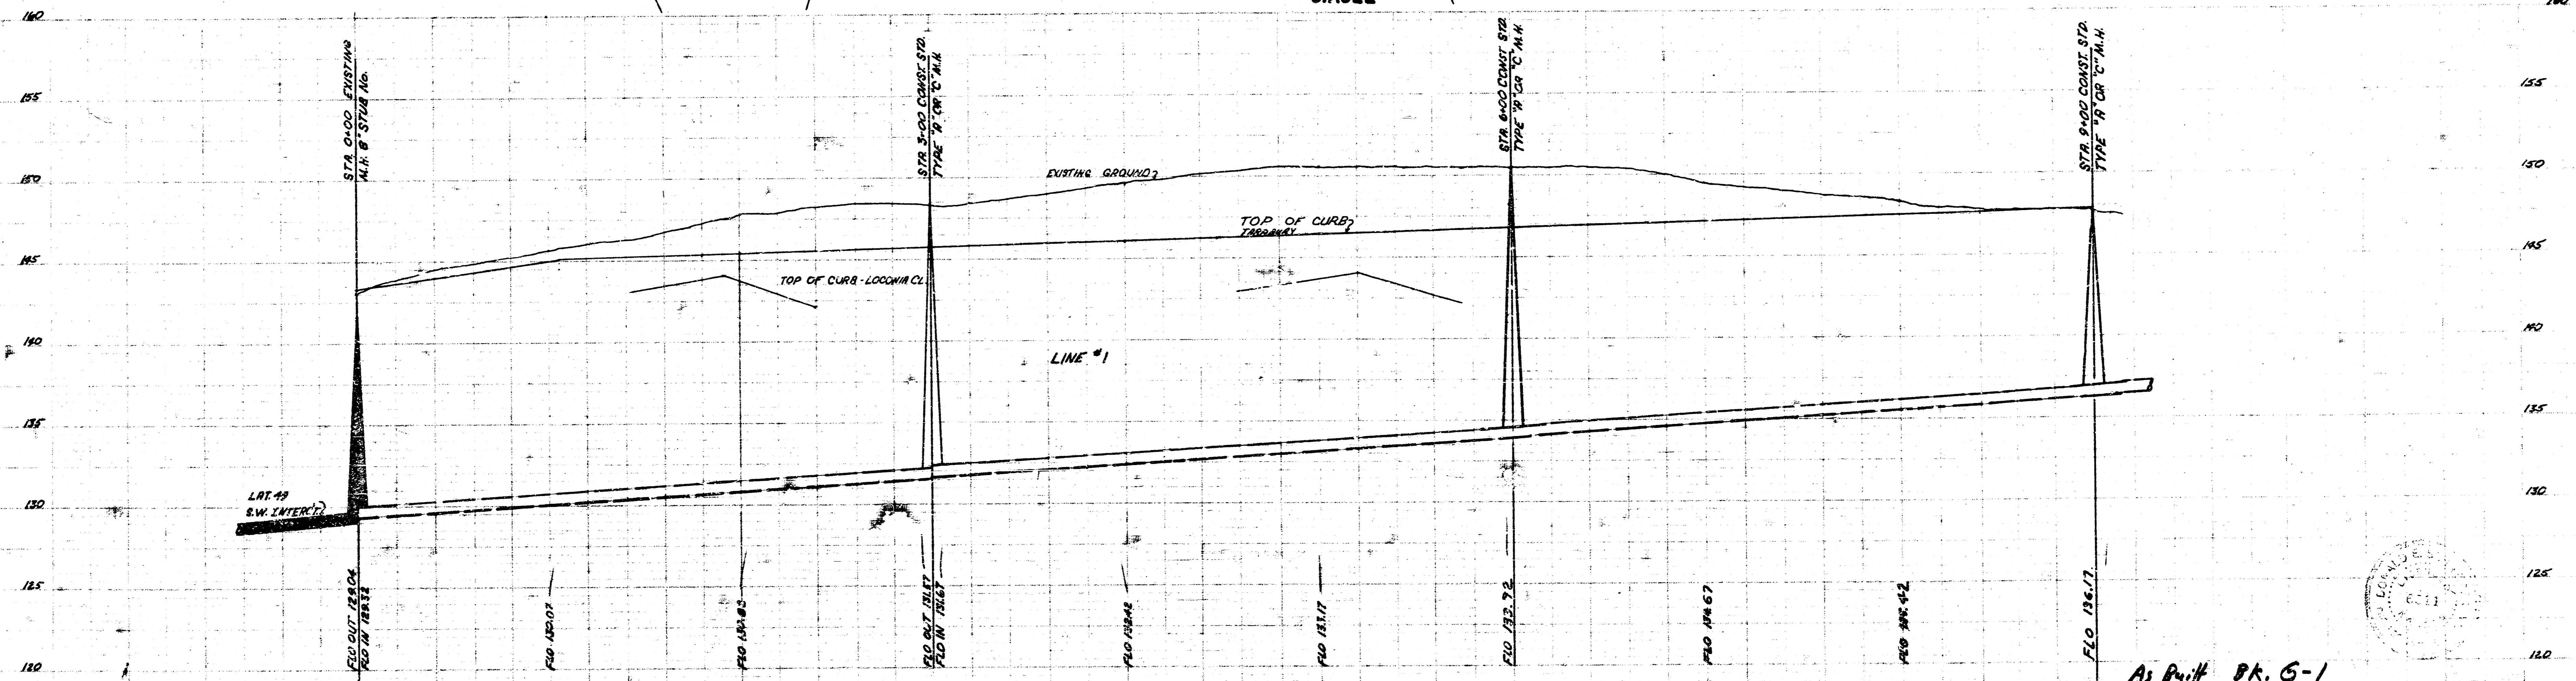 160
160
155
155
150
150
145
145
140
140
135
135
130
130
125
125
120
120
STA. 0+00 EXISTING
M.H. 8" STUB NO.
STA. 3+00 CONST. STD.
TYPE "A" OR "C" M.H.
STA. 6+00 CONST STD.
TYPE "A" OR "C" M.H.
STA. 9+00 CONST. STD.
TYPE "A" OR "C" M.H.
EXISTING GROUND
TOP OF CURB
TOP OF CURB - LOCONIA CL
LINE #1
LAT. 49
S.W. INTERC'T.
FLO OUT 129.04
FLO IN 129.32
FLO 130.07
FLO 130.83
FLO OUT 131.57
FLO IN 131.67
FLO 132.42
FLO 133.17
FLO 133.92
FLO 134.67
FLO 135.42
FLO 136.17
As Built BK. G-1